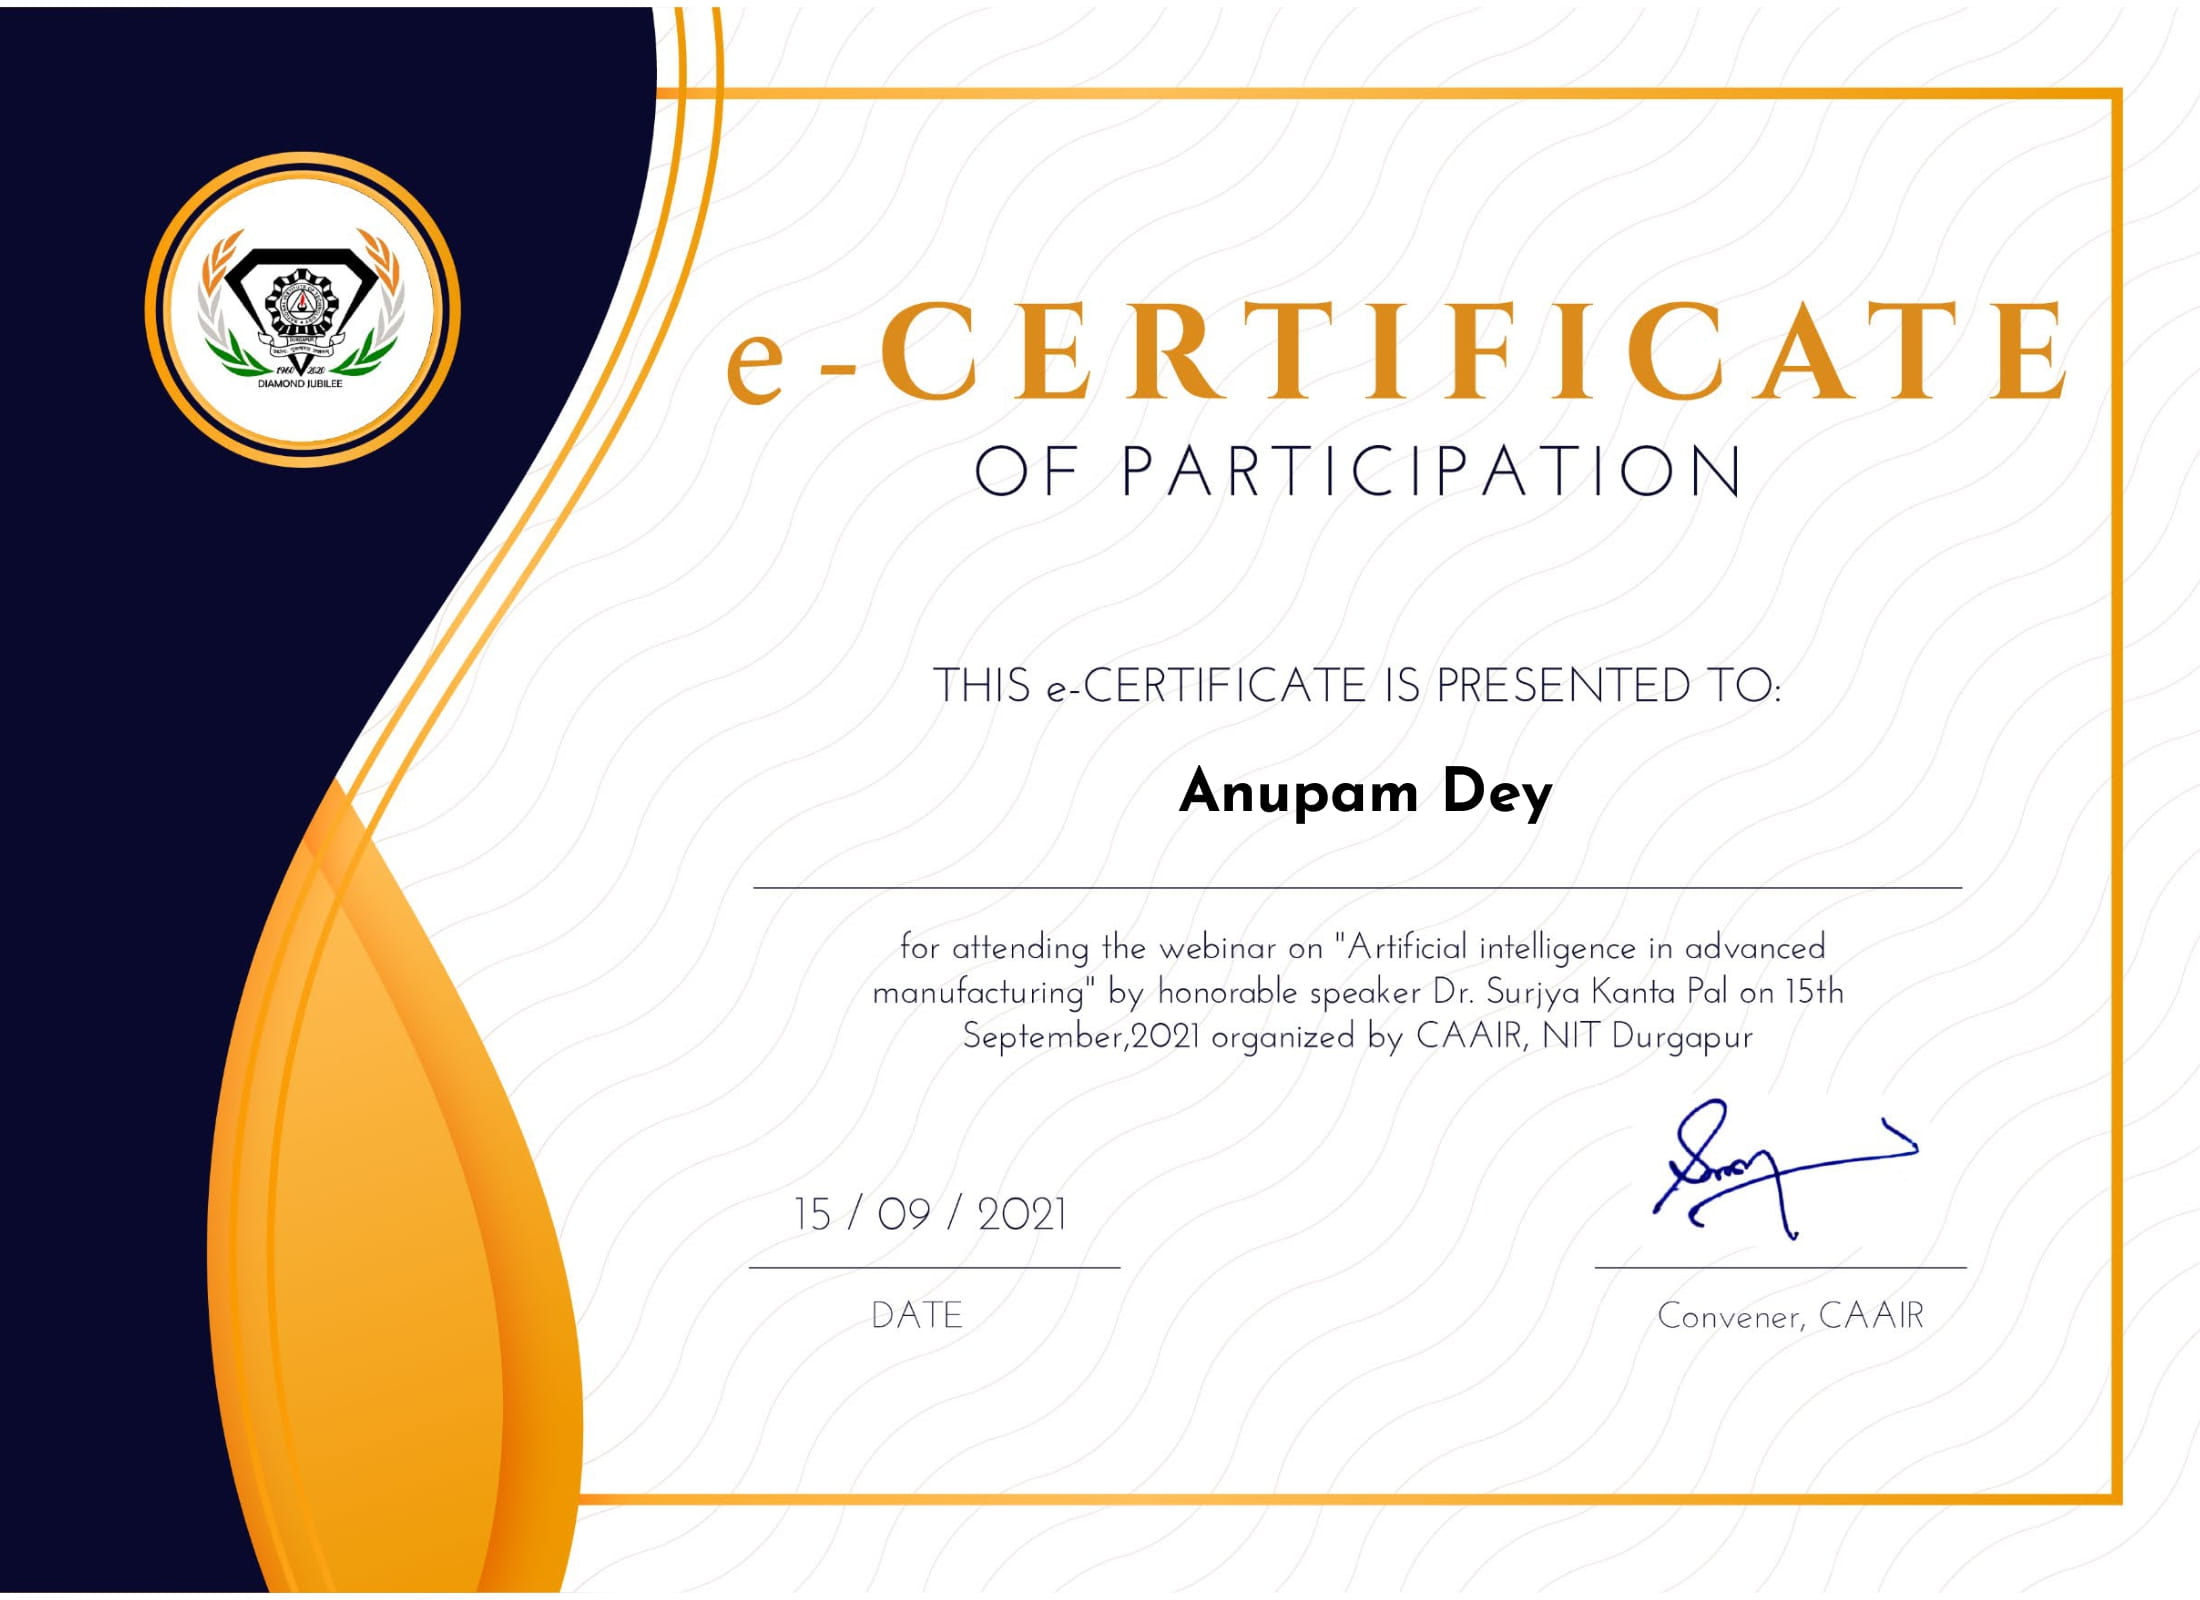 e-CERTIFICATE
OF PARTICIPATION
THIS e-CERTIFICATE IS PRESENTED TO:
Anupam Dey
for attending the webinar on "Artificial intelligence in advanced
manufacturing" by honorable speaker Dr. Surjya Kanta Pal on 15th
September,2021 organized by CAAIR, NIT Durgapur
15 / 09 / 2021
DATE
Convener, CAAIR
DURGAPUR
1960 2020
DIAMOND JUBILEE